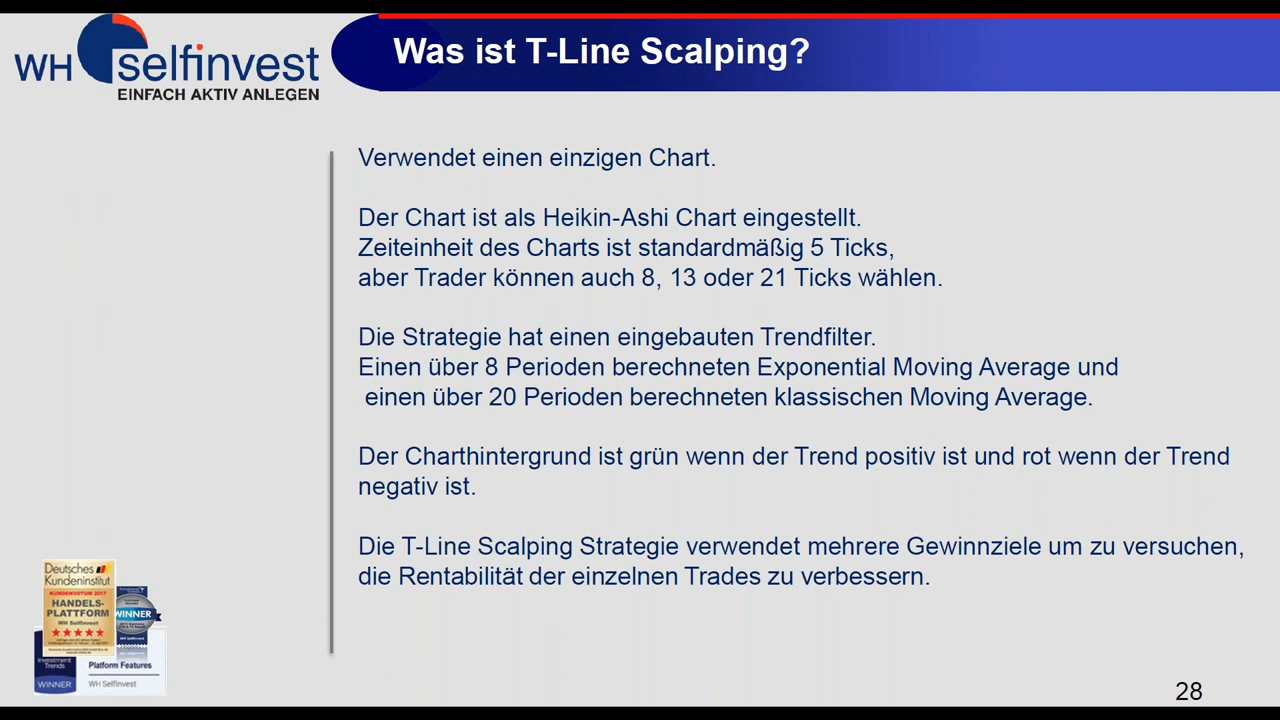 WH selfinvest
EINFACH AKTIV ANLEGEN
Was ist T-Line Scalping?
Verwendet einen einzigen Chart.
Der Chart ist als Heikin-Ashi Chart eingestellt.
Zeiteinheit des Charts ist standardmäßig 5 Ticks,
aber Trader können auch 8, 13 oder 21 Ticks wählen.
Die Strategie hat einen eingebauten Trendfilter.
Einen über 8 Perioden berechneten Exponential Moving Average und
einen über 20 Perioden berechneten klassischen Moving Average.
Der Charthintergrund ist grün wenn der Trend positiv ist und rot wenn der Trend
negativ ist.
Die T-Line Scalping Strategie verwendet mehrere Gewinnziele um zu versuchen,
die Rentabilität der einzelnen Trades zu verbessern.
Deutsches
Kundeninstitut
KUNDENVOTUM 2017
HANDELS-
PLATTFORM
WH Selfinvest
WINNER
Investment
Trends
WINNER
Platform Features
WH Selfinvest
28